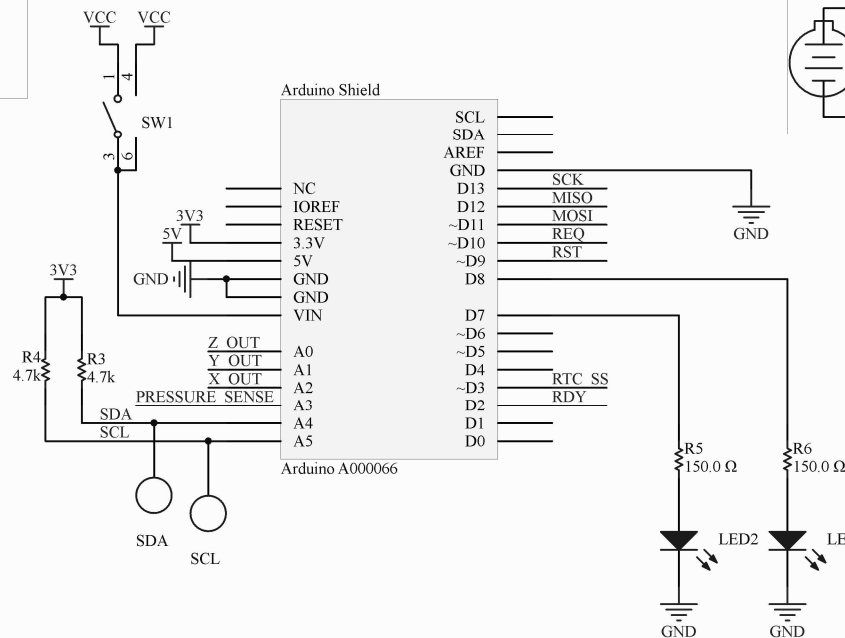 VCC VCC
1 4
SW1
3 6
Arduino Shield
SCL
SDA
AREF
GND
D13 SCK
D12 MISO
~D11 MOSI
~D10 REQ
~D9 RST
D8
D7
~D6
~D5
D4
~D3 RTC_SS
D2 RDY
D1
D0
NC
IOREF
RESET
3V3 3.3V
5V 5V
GND GND
GND
VIN
Z_OUT A0
Y_OUT A1
X_OUT A2
PRESSURE_SENSE A3
SDA A4
SCL A5
Arduino A000066
3V3
R4 R3
4.7k 4.7k
SDA
SCL
GND
R5 R6
150.0 Ω 150.0 Ω
LED2 LE
GND GND